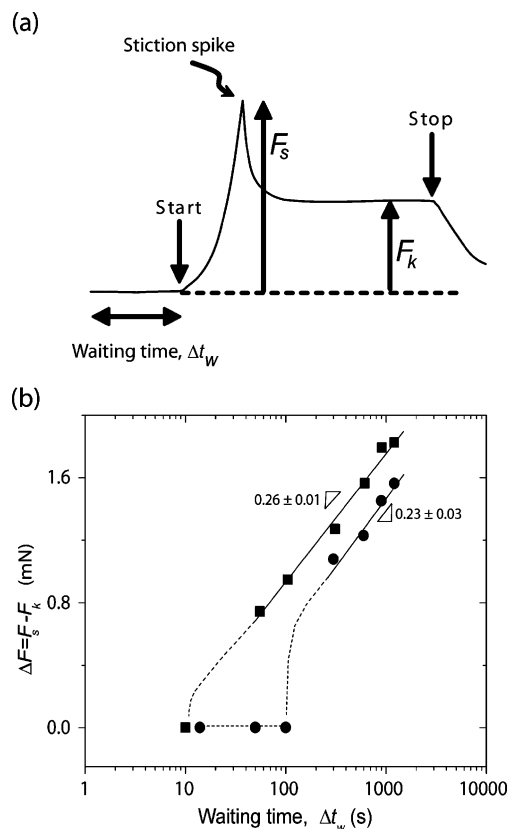 (a)
Stiction spike
Stop
Fs
Start
Fk
Waiting time, Δtw
(b)
1.6
0.26 ± 0.01
0.23 ± 0.03
ΔF=Fs-Fk (mN)
0.8
0.0
1 10 100 1000 10000
Waiting time, Δtw (s)